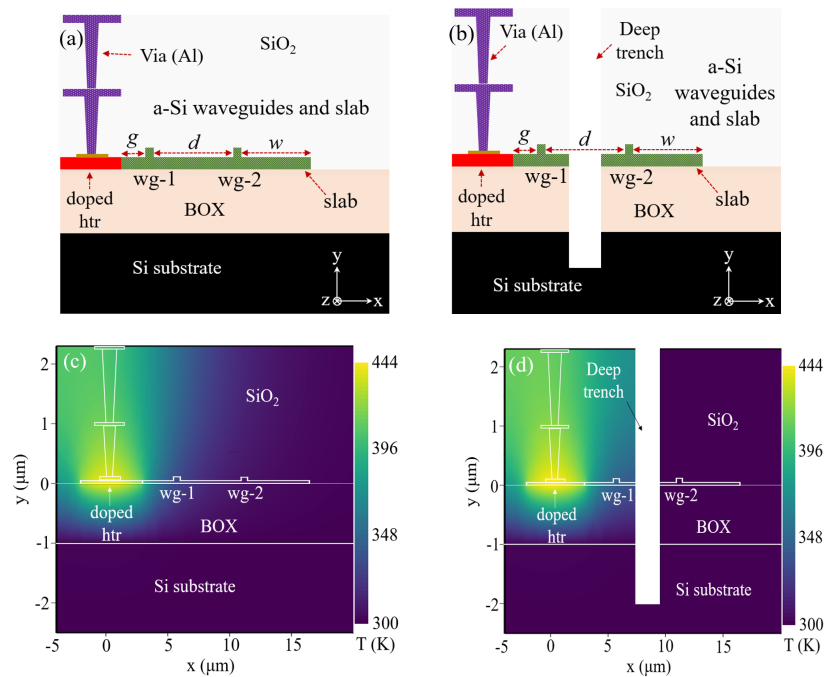 (a)
Via (Al)
SiO2
a-Si waveguides and slab
g
d
w
wg-1
wg-2
slab
doped
htr
BOX
Si substrate
y
z
x
(b)
Via (Al)
Deep
trench
SiO2
a-Si
waveguides
and slab
g
d
w
wg-1
wg-2
slab
doped
htr
BOX
Si substrate
y
z
x
(c)
SiO2
wg-1
wg-2
doped
htr
BOX
Si substrate
2
1
0
-1
-2
y (μm)
-5
0
5
10
15
x (μm)
444
396
348
300
T (K)
(d)
Deep
trench
SiO2
wg-1
wg-2
doped
htr
BOX
Si substrate
2
1
0
-1
-2
y (μm)
-5
0
5
10
15
x (μm)
444
396
348
300
T (K)